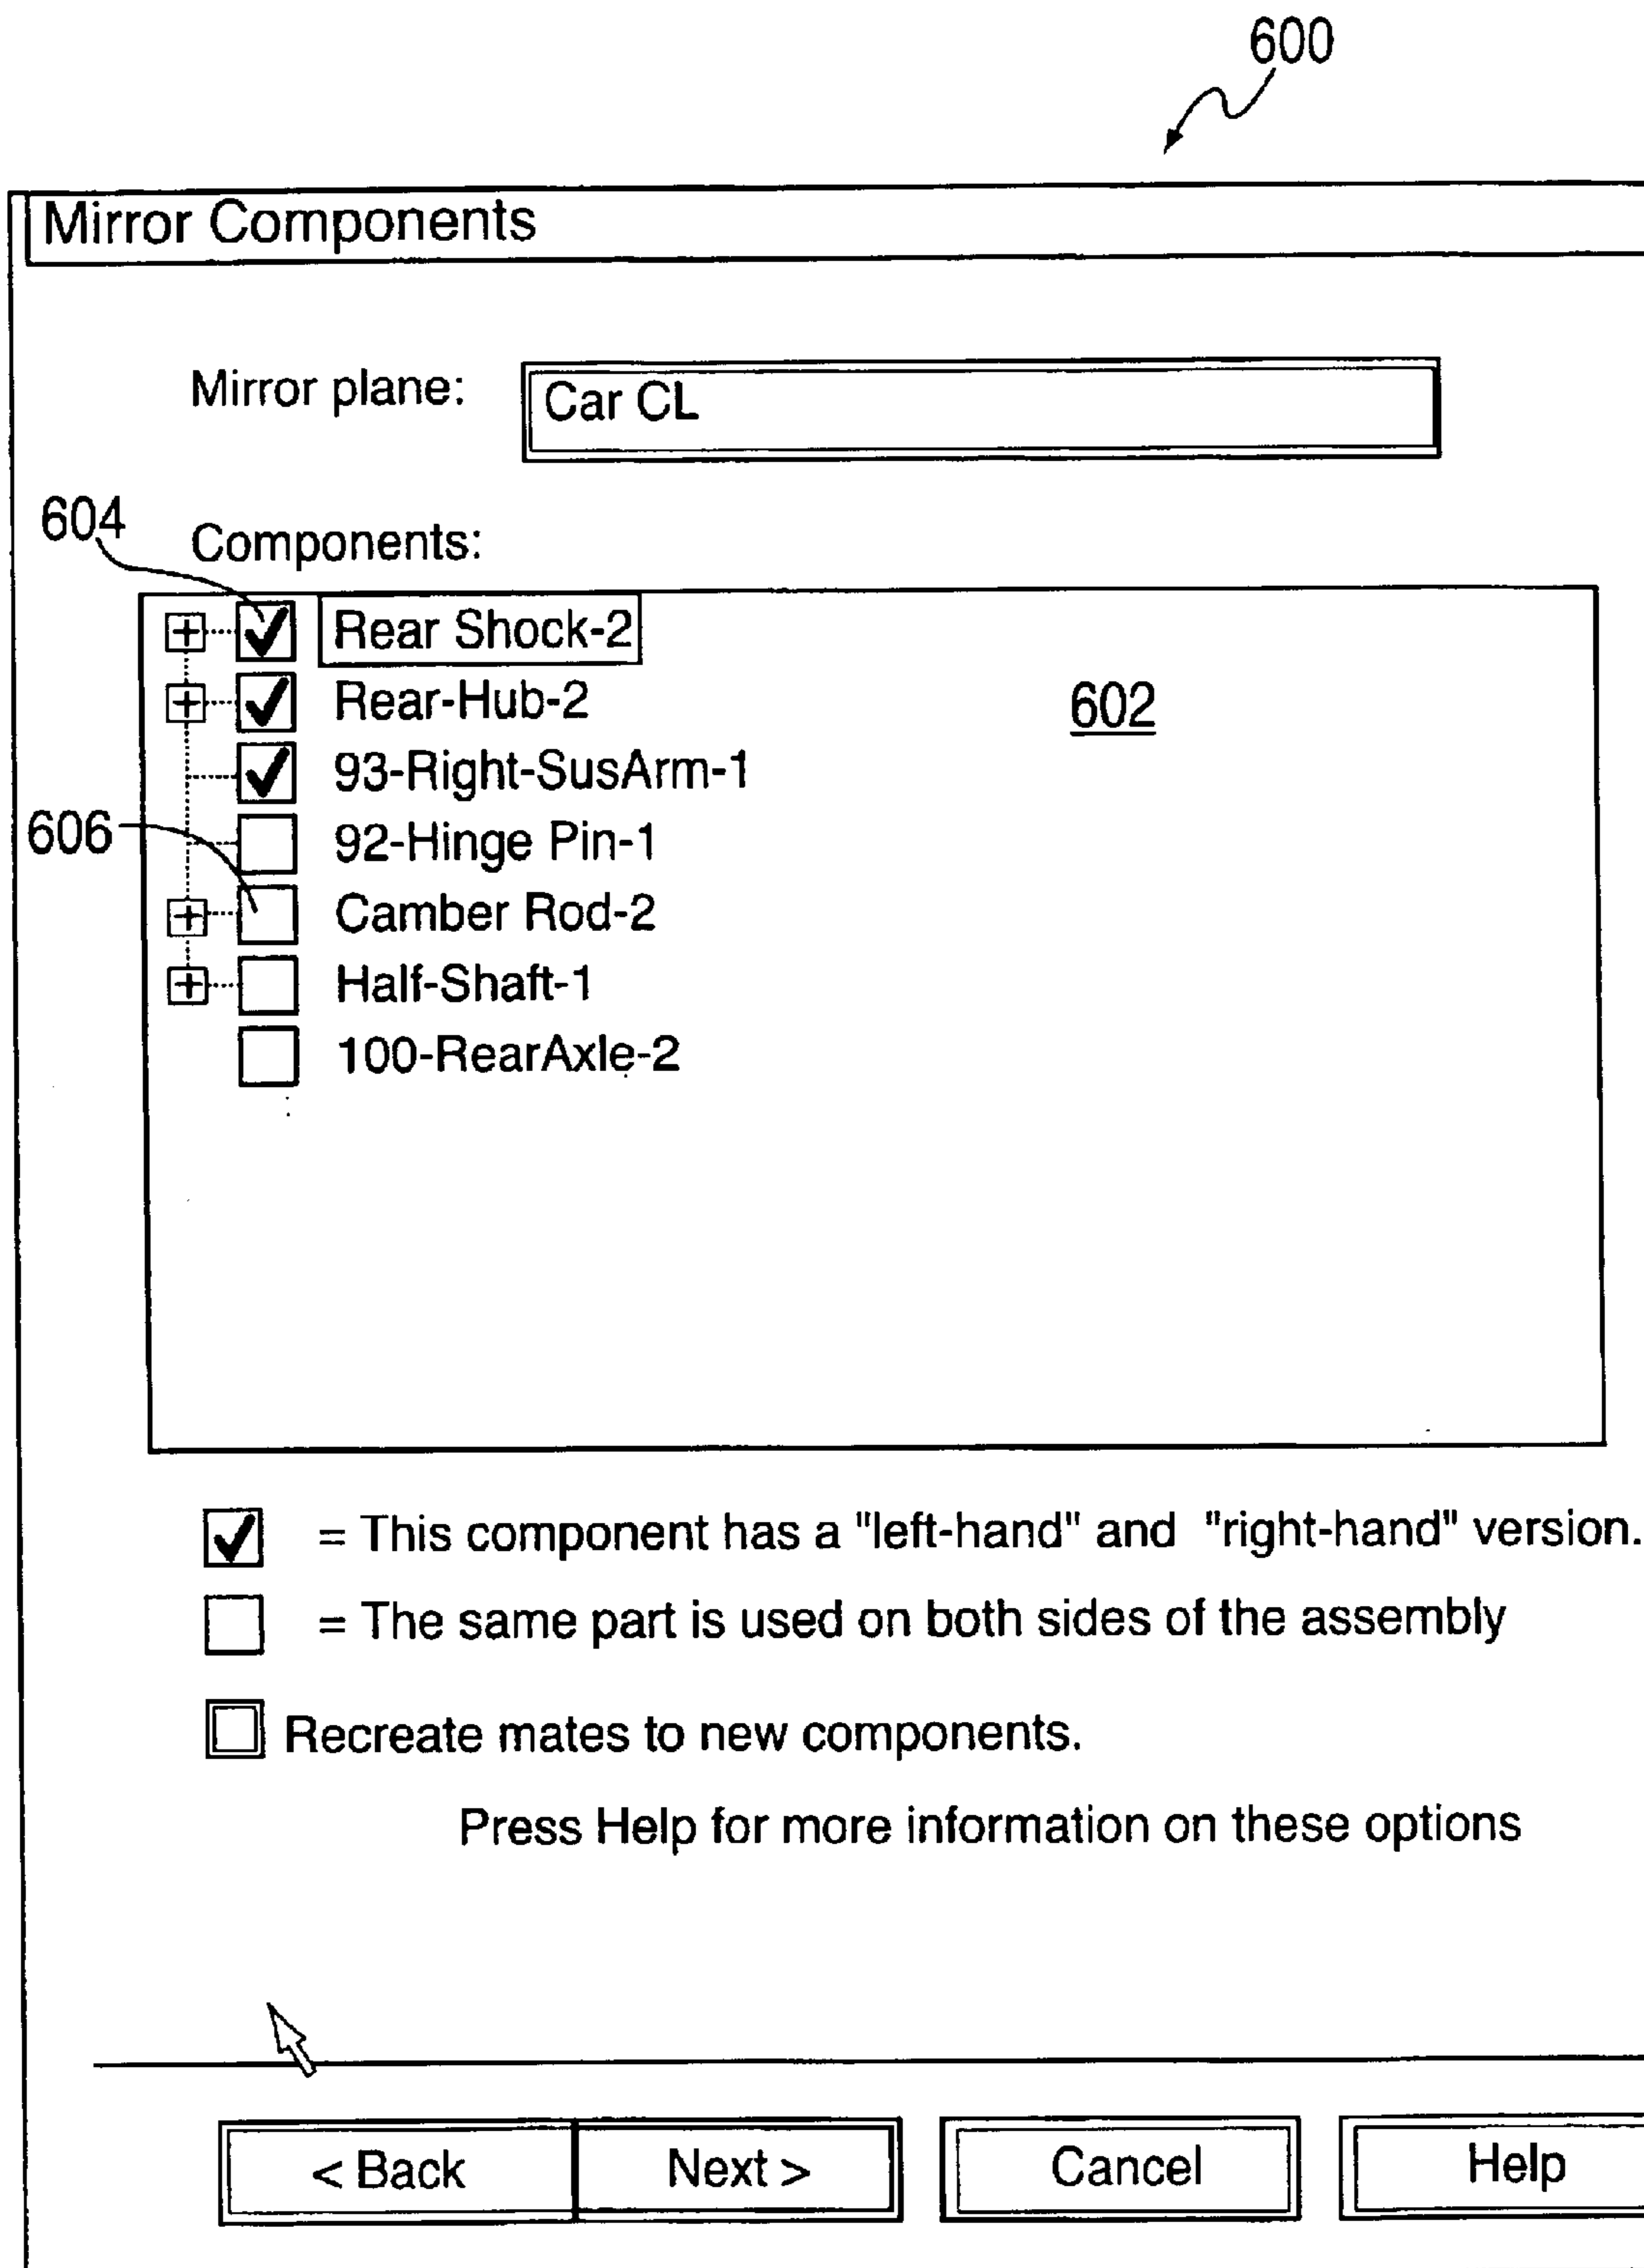 600
Mirror Components
Mirror plane: Car CL
604
Components:
Rear Shock-2
Rear-Hub-2
602
93-Right-SusArm-1
606
92-Hinge Pin-1
Camber Rod-2
Half-Shaft-1
100-RearAxle-2
= This component has a "left-hand" and "right-hand" version.
= The same part is used on both sides of the assembly
Recreate mates to new components.
Press Help for more information on these options
< Back Next > Cancel Help